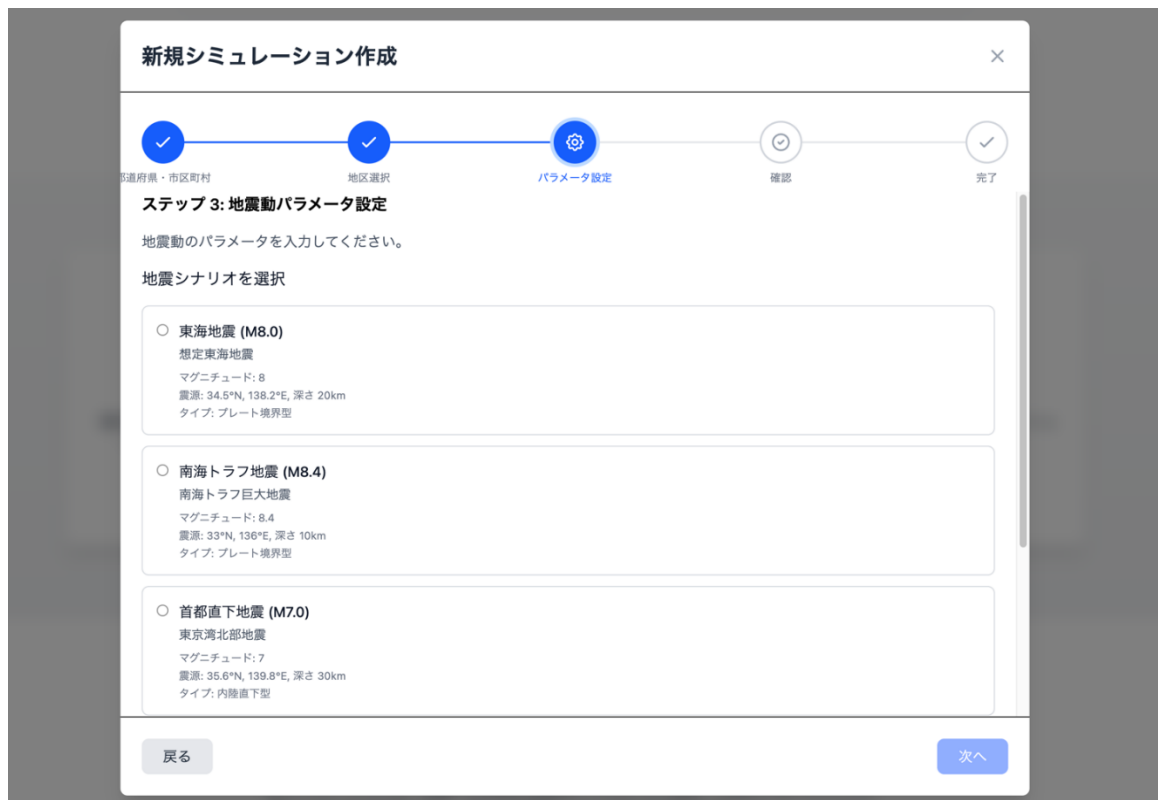 新規シミュレーション作成
道府県・市区町村
地区選択
パラメータ設定
確認
完了
ステップ 3: 地震動パラメータ設定
地震動のパラメータを入力してください。
地震シナリオを選択
東海地震 (M8.0)
想定東海地震
マグニチュード: 8
震源: 34.5°N, 138.2°E, 深さ 20km
タイプ: プレート境界型
南海トラフ地震 (M8.4)
南海トラフ巨大地震
マグニチュード: 8.4
震源: 33°N, 136°E, 深さ 10km
タイプ: プレート境界型
首都直下地震 (M7.0)
東京湾北部地震
マグニチュード: 7
震源: 35.6°N, 139.8°E, 深さ 30km
タイプ: 内陸直下型
戻る
次へ